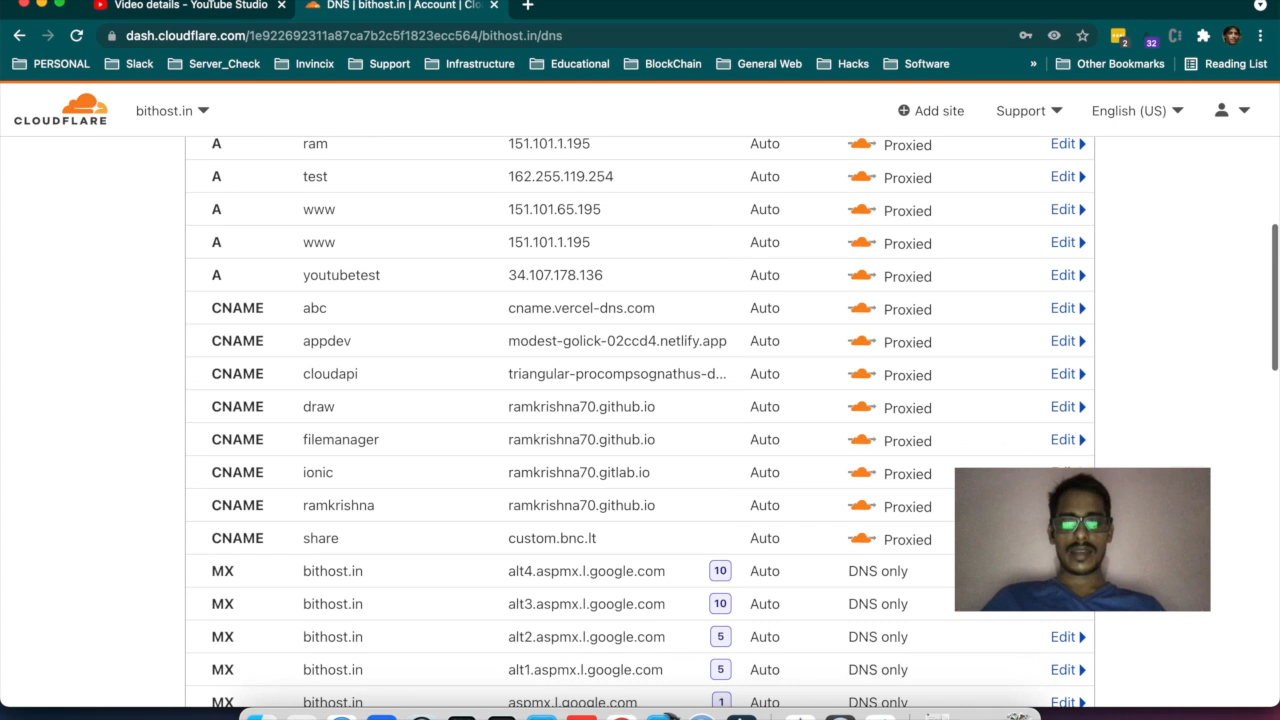 Video details - YouTube Studio
DNS | bithost.in | Account | Clo
dash.cloudflare.com/1e922692311a87ca7b2c5f1823ecc564/bithost.in/dns
2
32
PERSONAL Slack Server_Check Invincix Support Infrastructure Educational BlockChain General Web Hacks Software » Other Bookmarks Reading List
CLOUDFLARE
bithost.in Add site Support English (US)
A ram 151.101.1.195 Auto Proxied Edit
A test 162.255.119.254 Auto Proxied Edit
A www 151.101.65.195 Auto Proxied Edit
A www 151.101.1.195 Auto Proxied Edit
A youtubetest 34.107.178.136 Auto Proxied Edit
CNAME abc cname.vercel-dns.com Auto Proxied Edit
CNAME appdev modest-golick-02ccd4.netlify.app Auto Proxied Edit
CNAME cloudapi triangular-procompsognathus-d... Auto Proxied Edit
CNAME draw ramkrishna70.github.io Auto Proxied Edit
CNAME filemanager ramkrishna70.github.io Auto Proxied Edit
CNAME ionic ramkrishna70.gitlab.io Auto Proxied
CNAME ramkrishna ramkrishna70.github.io Auto Proxied
CNAME share custom.bnc.lt Auto Proxied
MX bithost.in alt4.aspmx.l.google.com 10 Auto DNS only
MX bithost.in alt3.aspmx.l.google.com 10 Auto DNS only
MX bithost.in alt2.aspmx.l.google.com 5 Auto DNS only Edit
MX bithost.in alt1.aspmx.l.google.com 5 Auto DNS only Edit
MX bithost.in aspmx.l.google.com 1 Auto DNS only Edit